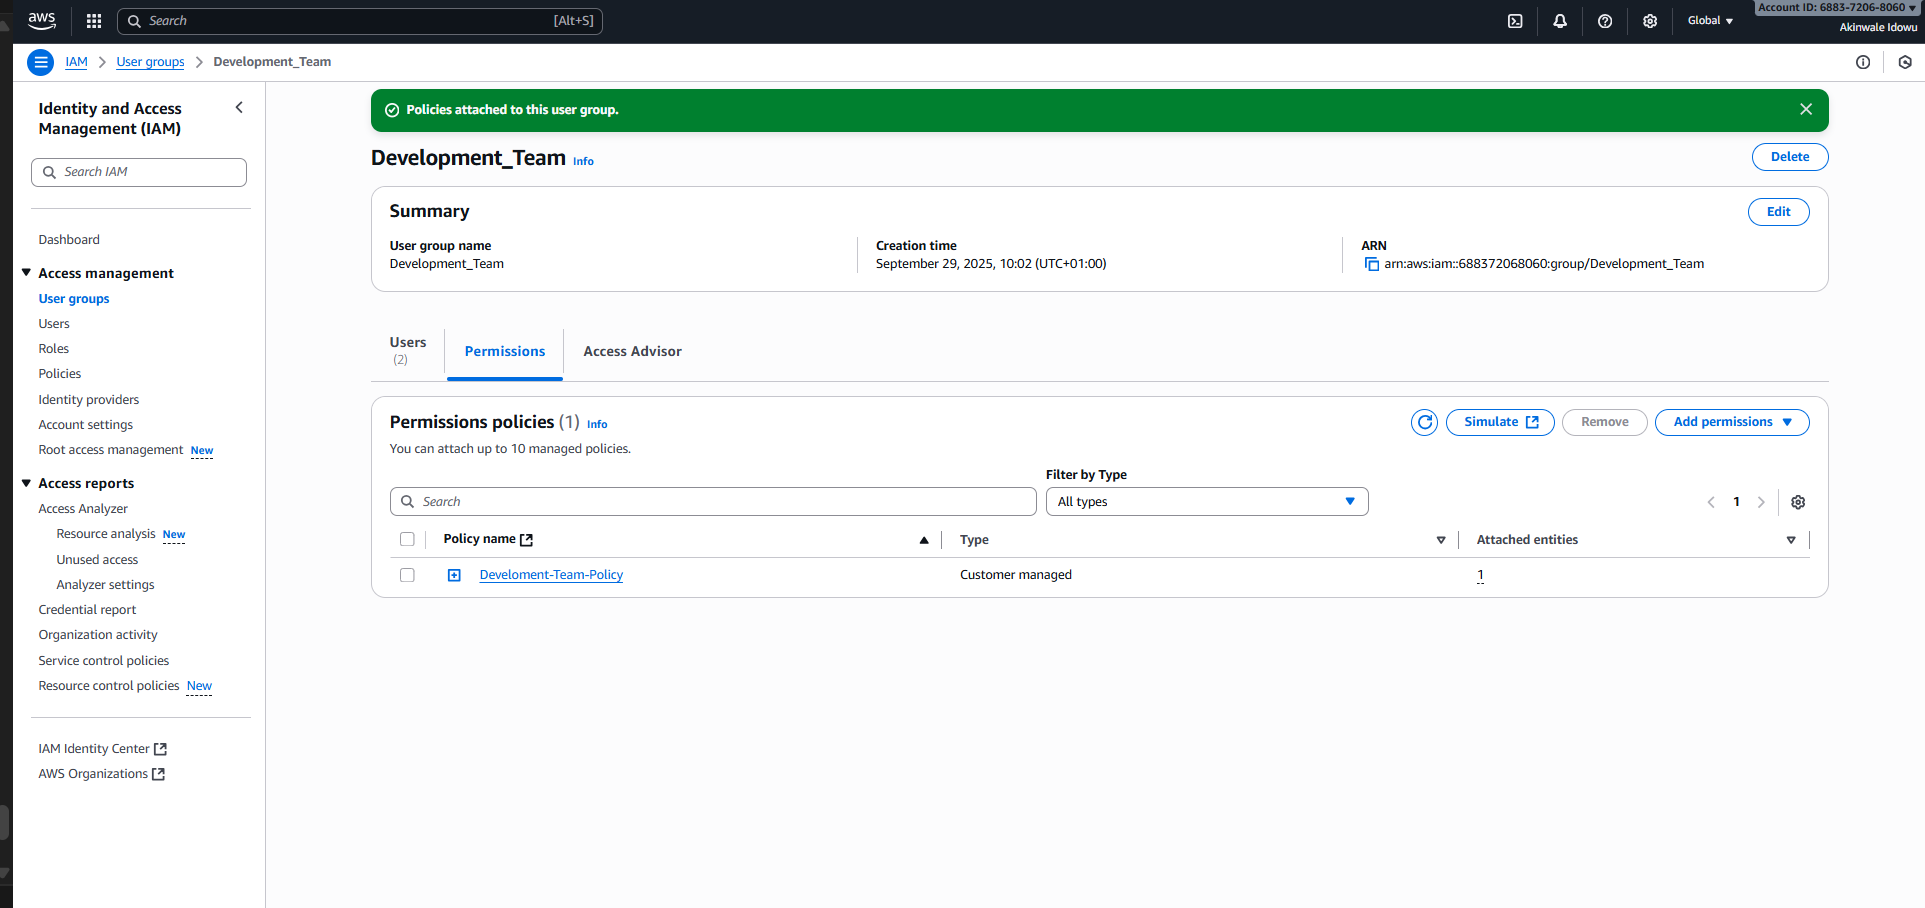 aws
Search [Alt+S]
Global
Account ID: 6883-7206-8060
Akinwale Idowu
IAM
User groups
Development_Team
Identity and Access
Management (IAM)
Search IAM
Dashboard
Access management
User groups
Users
Roles
Policies
Identity providers
Account settings
Root access management New
Access reports
Access Analyzer
Resource analysis New
Unused access
Analyzer settings
Credential report
Organization activity
Service control policies
Resource control policies New
IAM Identity Center
AWS Organizations
Policies attached to this user group.
Development_Team Info
Delete
Summary
Edit
User group name
Development_Team
Creation time
September 29, 2025, 10:02 (UTC+01:00)
ARN
arn:aws:iam::688372068060:group/Development_Team
Users
(2)
Permissions
Access Advisor
Permissions policies (1) Info
You can attach up to 10 managed policies.
Simulate
Remove
Add permissions
Filter by Type
Search
All types
1
Policy name
Type
Attached entities
Develoment-Team-Policy
Customer managed
1